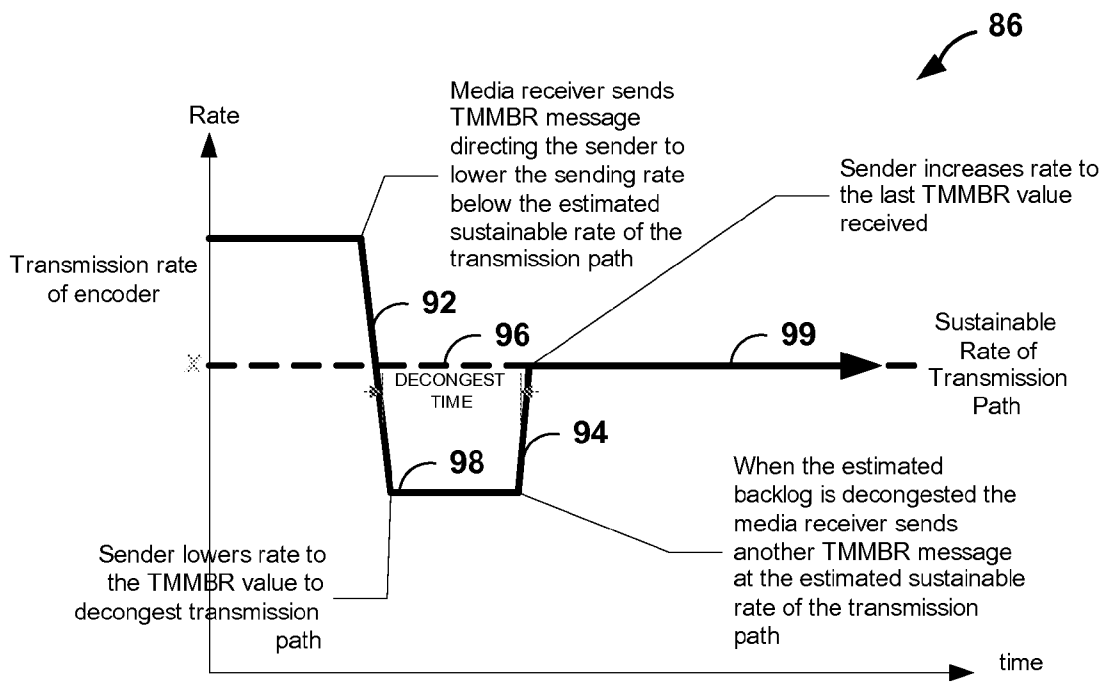 86
Rate
Media receiver sends
TMMBR message
directing the sender to
lower the sending rate
below the estimated
sustainable rate of the
transmission path
Sender increases rate to
the last TMMBR value
received
Transmission rate
of encoder
92
96
99
Sustainable
Rate of
Transmission
Path
X
DECONGEST
TIME
94
98
When the estimated
backlog is decongested the
media receiver sends
another TMMBR message
at the estimated sustainable
rate of the transmission
path
Sender lowers rate to
the TMMBR value to
decongest transmission
path
time